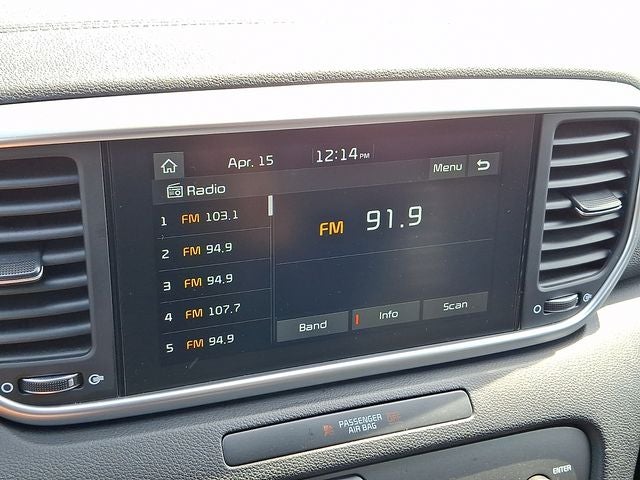 Apr. 15 12:14 PM
Menu
Radio
1 FM 103.1
2 FM 94.9
3 FM 94.9
4 FM 107.7
5 FM 94.9
FM 91.9
Band Info Scan
PASSENGER
AIR BAG
ENTER